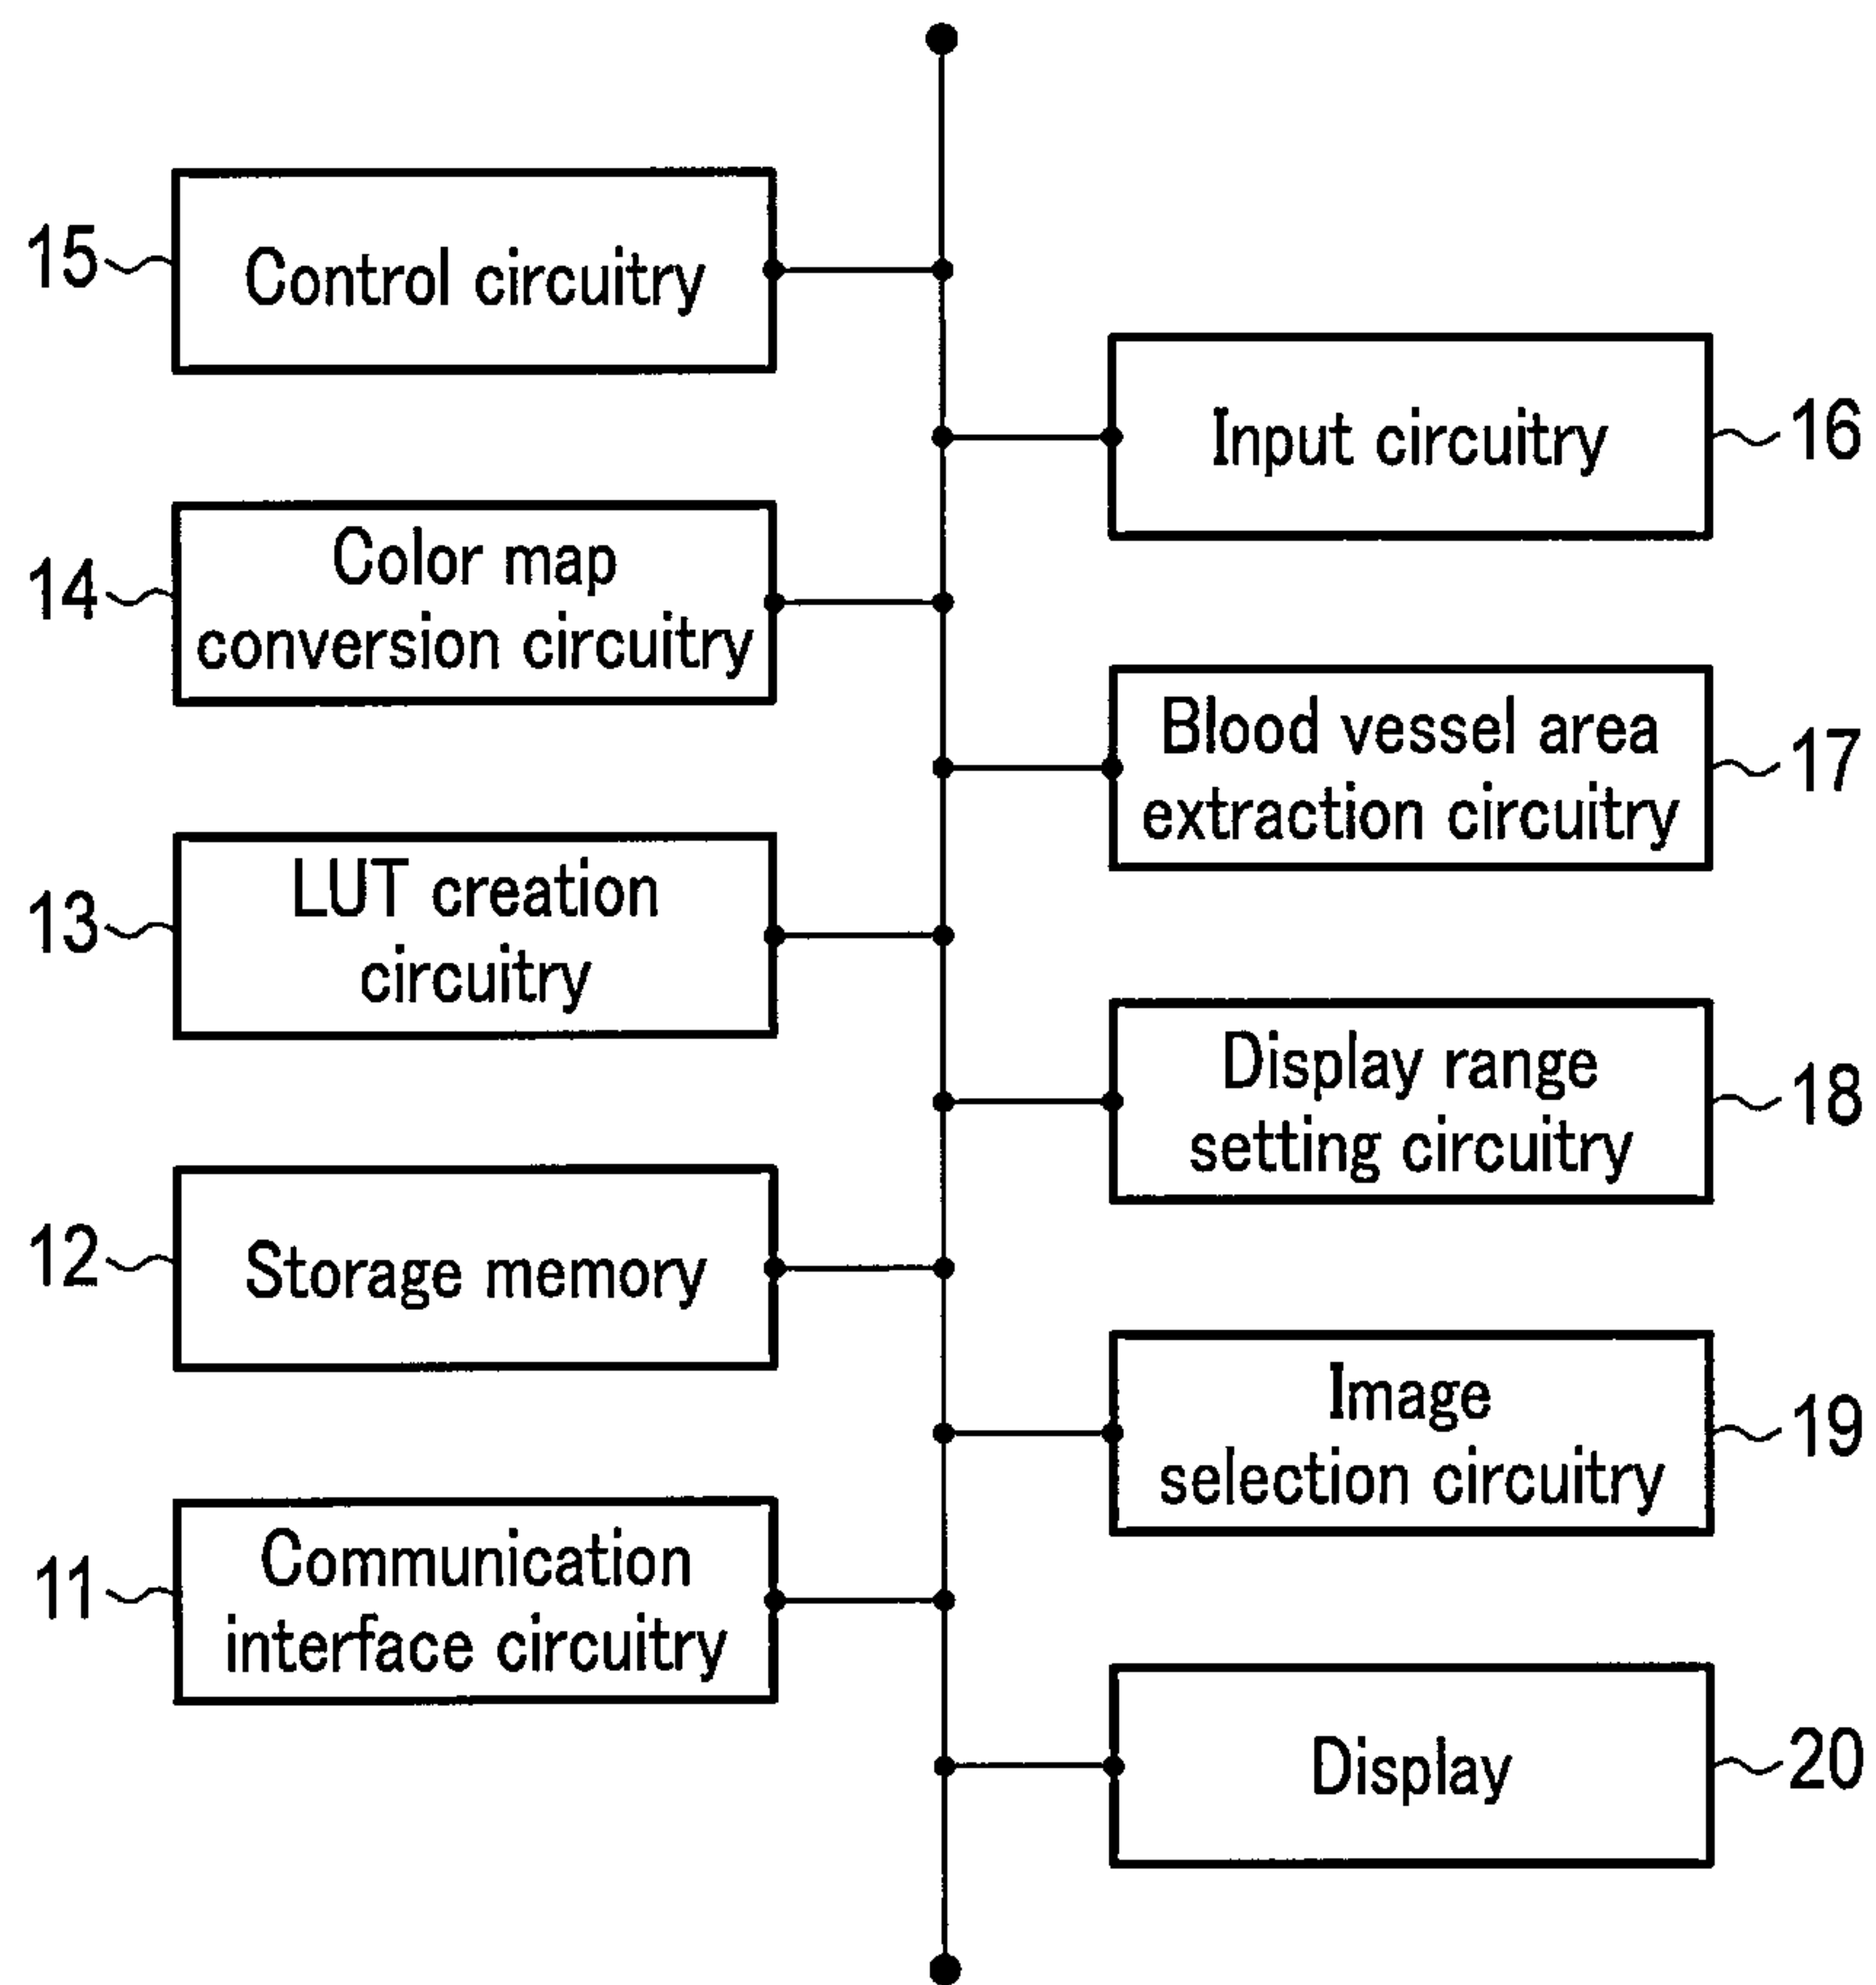 15
Control circuitry
14
Color map
conversion circuitry
13
LUT creation
circuitry
12
Storage memory
11
Communication
interface circuitry
Input circuitry
16
Blood vessel area
extraction circuitry
17
Display range
setting circuitry
18
Image
selection circuitry
19
Display
20